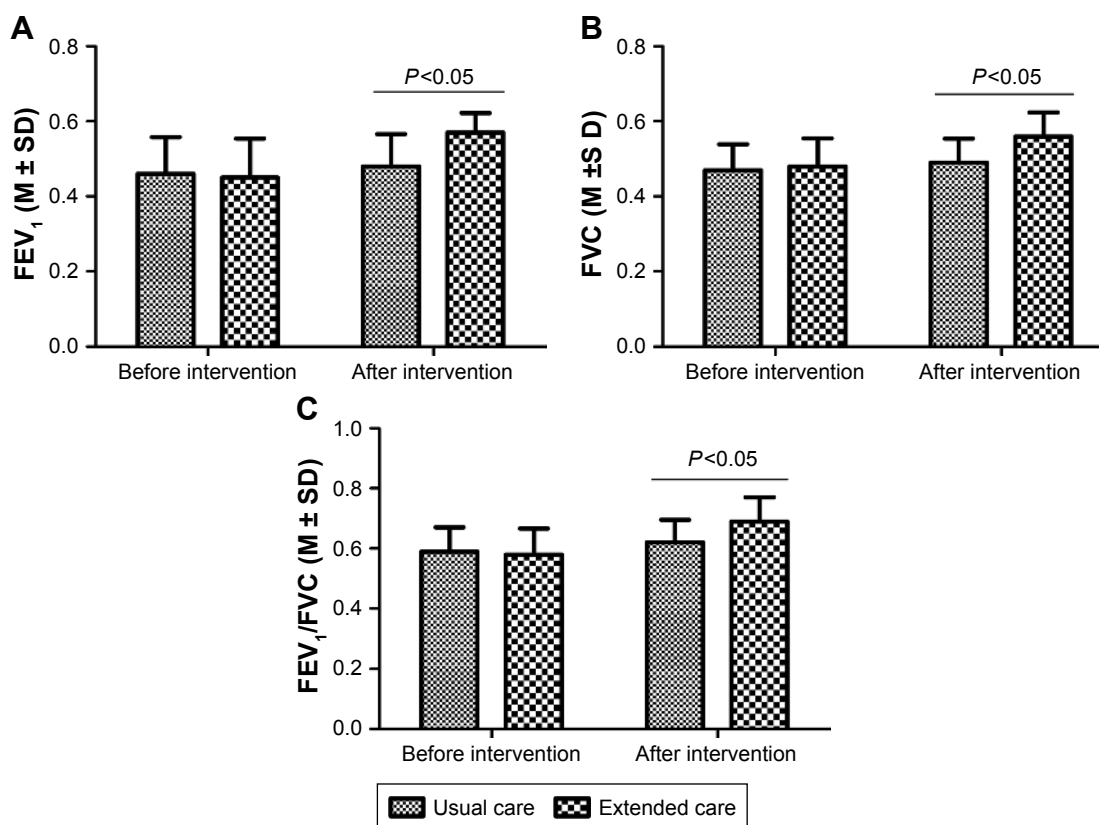 A
FEV₁ (M ± SD)
0.8
0.6
0.4
0.2
0.0
P<0.05
Before intervention
After intervention
B
FVC (M ±S D)
0.8
0.6
0.4
0.2
0.0
P<0.05
Before intervention
After intervention
C
FEV₁/FVC (M ± SD)
1.0
0.8
0.6
0.4
0.2
0.0
P<0.05
Before intervention
After intervention
Usual care
Extended care